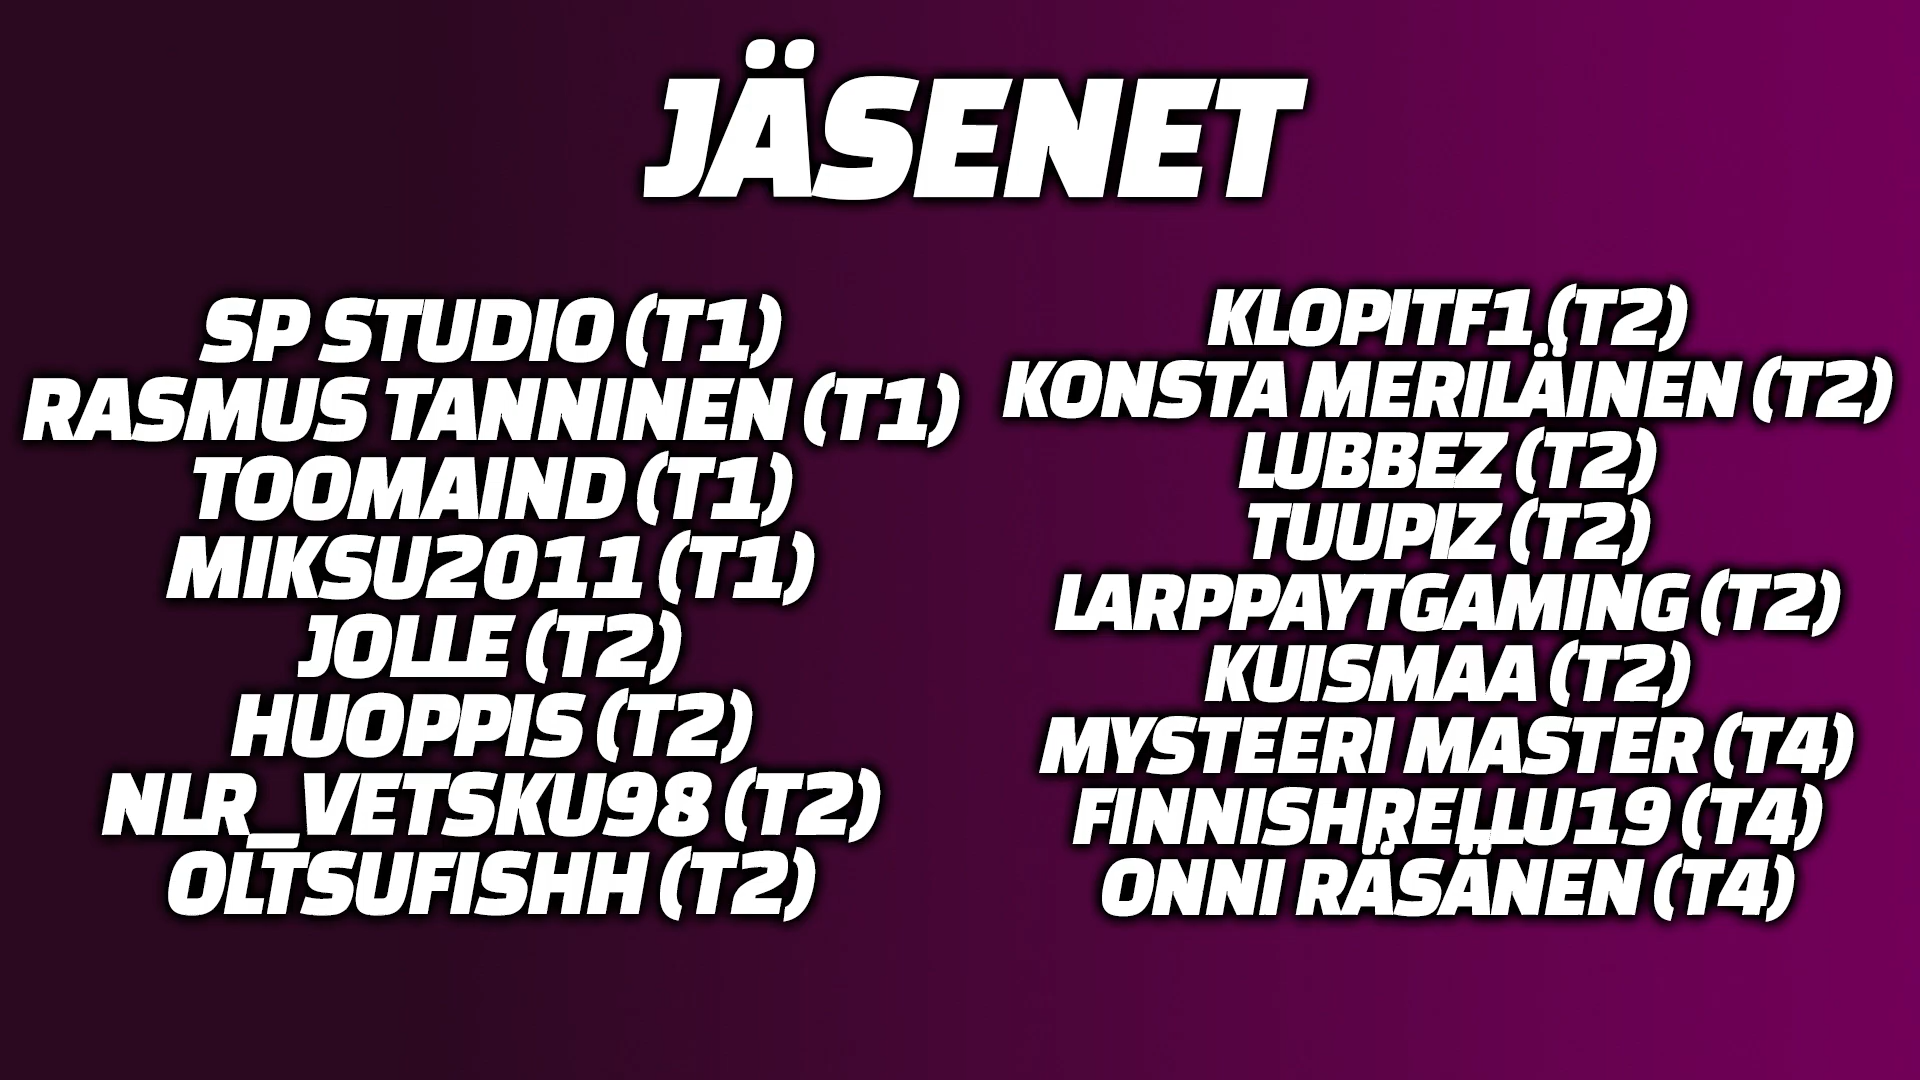 JÄSENET
SP STUDIO (T1)
RASMUS TANNINEN (T1)
TOOMAIND (T1)
MIKSU2011 (T1)
JOLLE (T2)
HUOPPIS (T2)
NLR_VETSKU98 (T2)
OLTSUFISHH (T2)
KLOPITF1 (T2)
KONSTA MERILÄINEN (T2)
LUBBEZ (T2)
TUUPIZ (T2)
LARPPAYTGAMING (T2)
KUISMAA (T2)
MYSTEERI MASTER (T4)
FINNISHRELLU19 (T4)
ONNI RÄSÄNEN (T4)